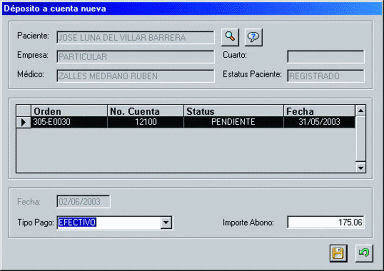 Déposito a cuenta nueva
Paciente: JOSE LUNA DEL VILLAR BARRERA
Empresa: PARTICULAR Cuarto:
Médico: ZALLES MEDRANO RUBEN Estatus Paciente: REGISTRADO
Orden No. Cuenta Status Fecha
305-E0030 12100 PENDIENTE 31/05/2003
Fecha: 02/06/2003
Tipo Pago: EFECTIVO Importe Abono: 175.06